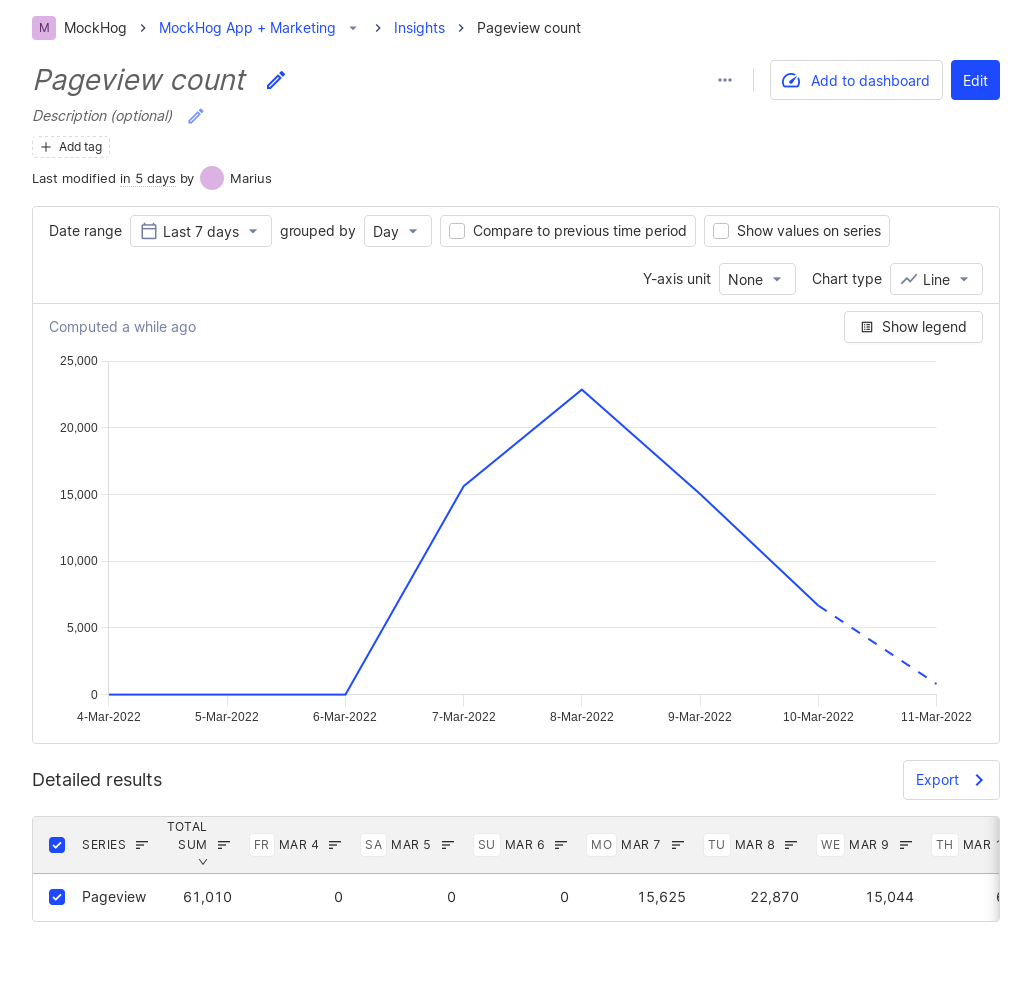 M MockHog MockHog App + Marketing Insights Pageview count
Pageview count
Add to dashboard Edit
Description (optional)
Add tag
Last modified in 5 days by Marius
Date range Last 7 days grouped by Day Compare to previous time period Show values on series
Y-axis unit None Chart type Line
Computed a while ago Show legend
25,000
20,000
15,000
10,000
5,000
0
4-Mar-2022 5-Mar-2022 6-Mar-2022 7-Mar-2022 8-Mar-2022 9-Mar-2022 10-Mar-2022 11-Mar-2022
Detailed results Export
SERIES TOTAL SUM FR MAR 4 SA MAR 5 SU MAR 6 MO MAR 7 TU MAR 8 WE MAR 9 TH MAR
Pageview 61,010 0 0 0 15,625 22,870 15,044